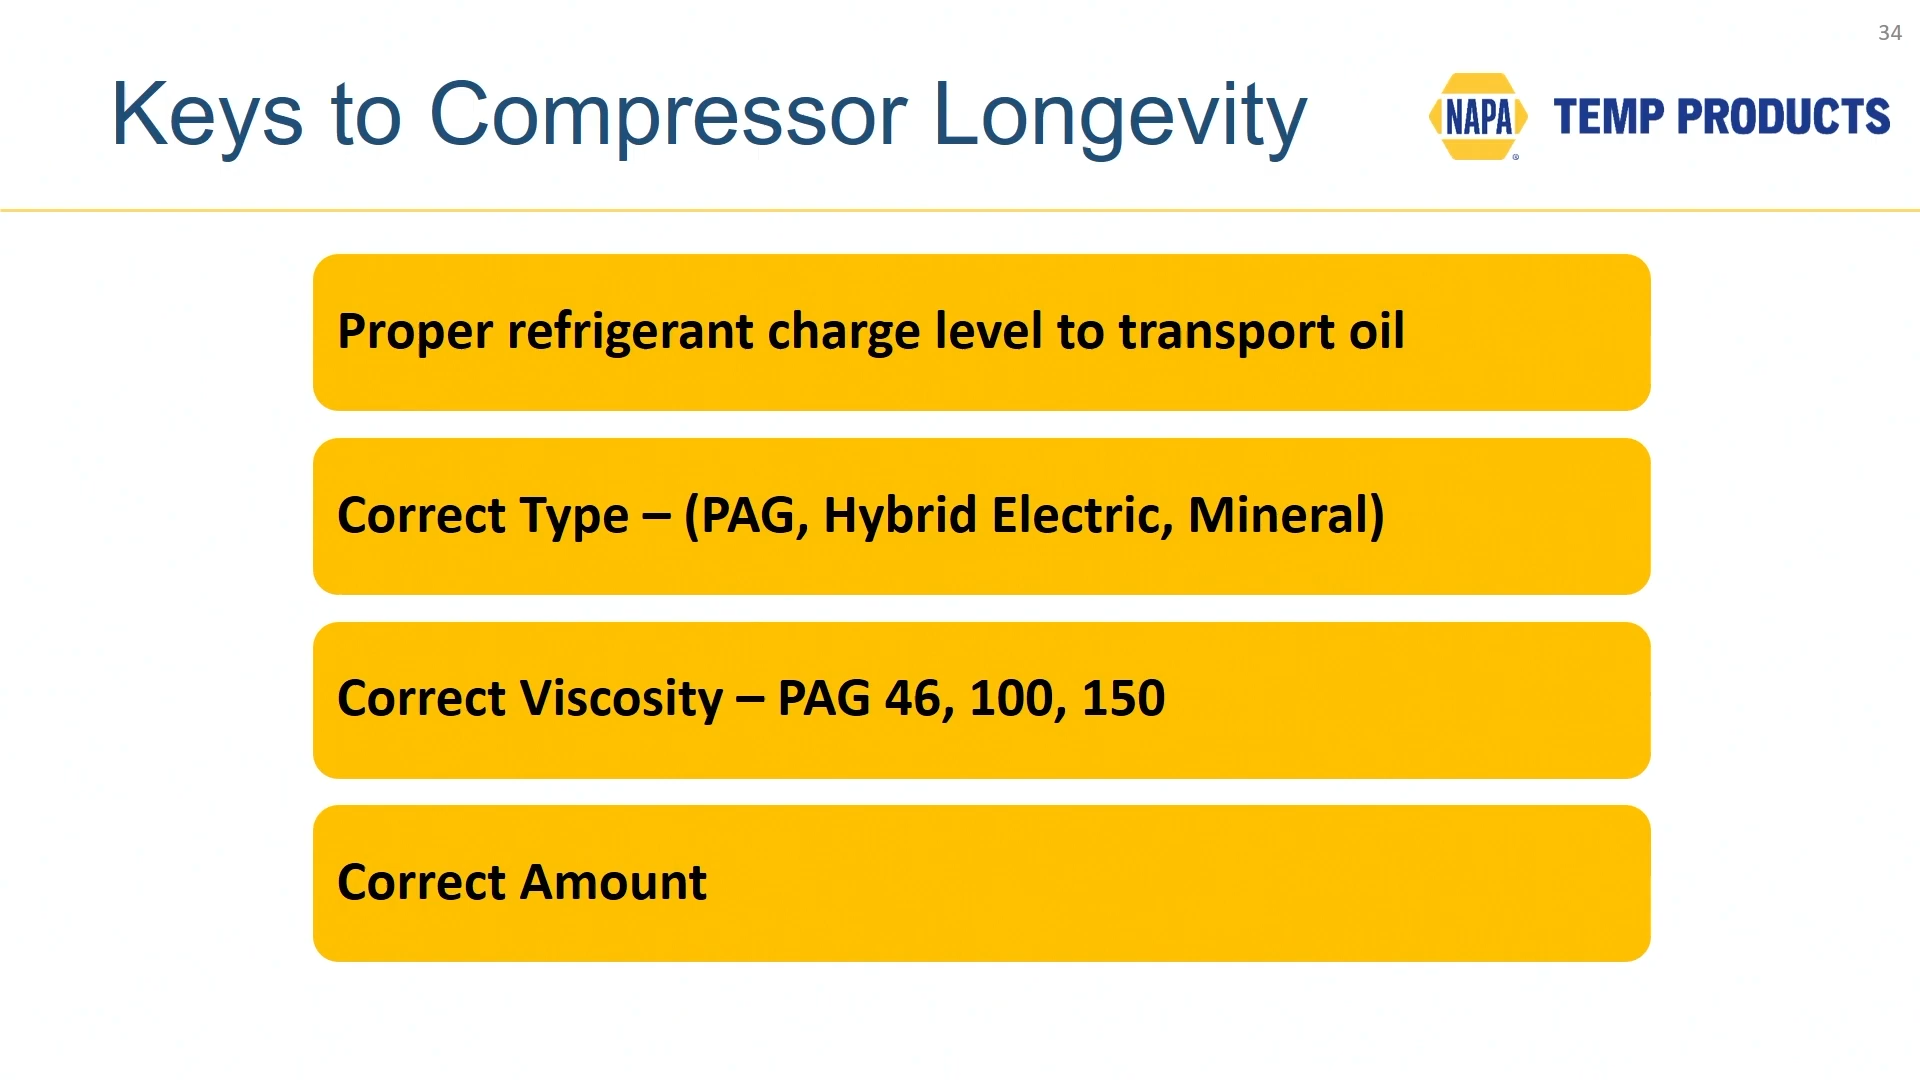 34
Keys to Compressor Longevity
NAPA
®
TEMP PRODUCTS
Proper refrigerant charge level to transport oil
Correct Type – (PAG, Hybrid Electric, Mineral)
Correct Viscosity – PAG 46, 100, 150
Correct Amount